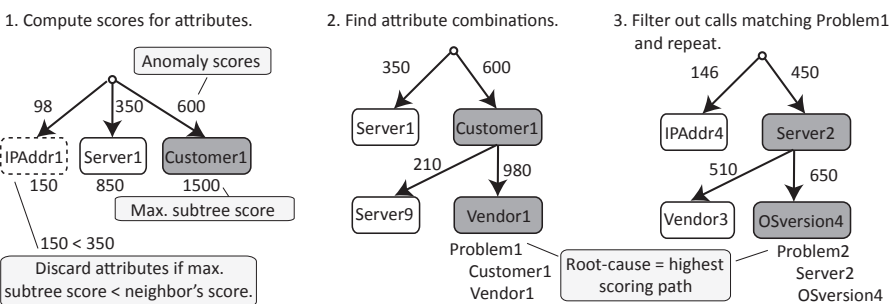 1. Compute scores for attributes.
Anomaly scores
98
350
600
IPAddr1
Server1
Customer1
150
850
1500
Max. subtree score
150 < 350
Discard attributes if max.
subtree score < neighbor's score.
2. Find attribute combinations.
350
600
Server1
Customer1
210
980
Server9
Vendor1
Problem1
Customer1
Vendor1
Root-cause = highest
scoring path
3. Filter out calls matching Problem1
and repeat.
146
450
IPAddr4
Server2
510
650
Vendor3
OSversion4
Problem2
Server2
OSversion4